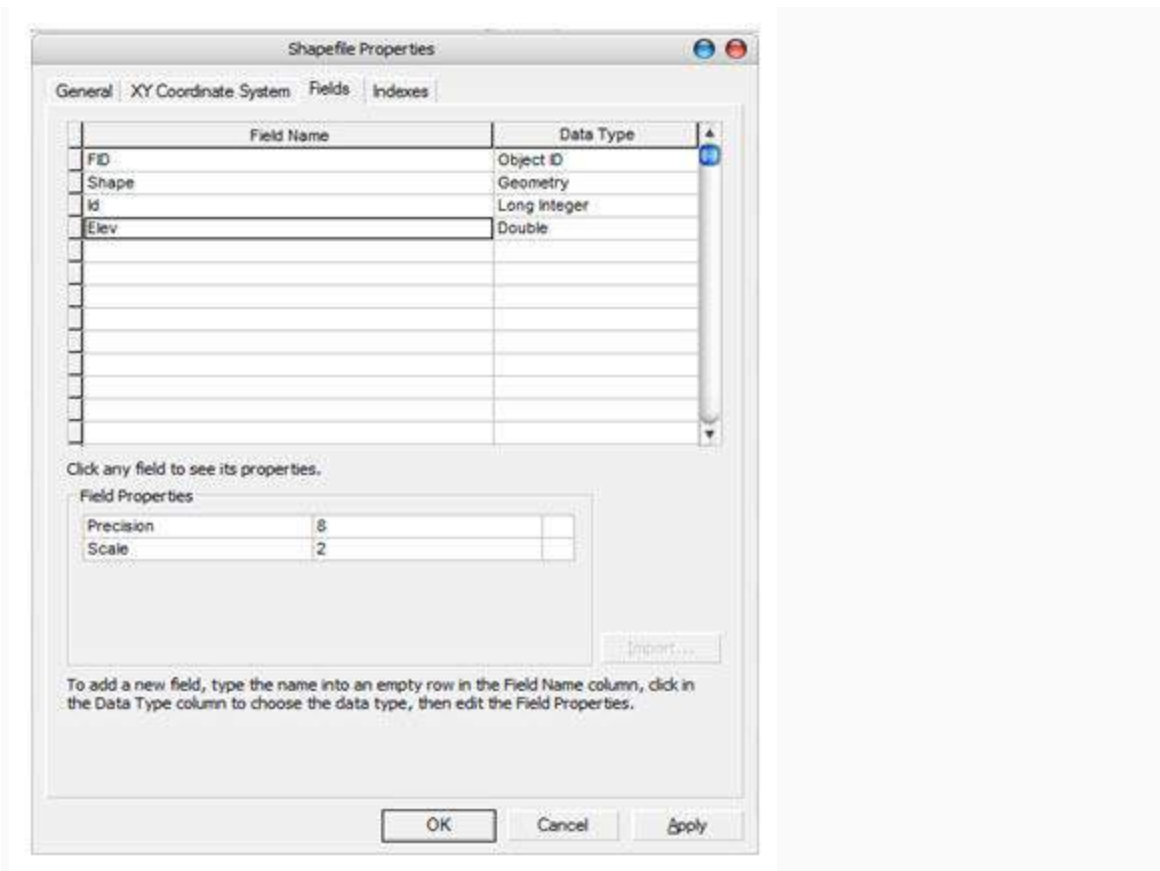 Shapefile Properties
General XY Coordinate System Fields Indexes
Field Name Data Type
FID Object ID
Shape Geometry
Id Long Integer
Elev Double
Click any field to see its properties.
Field Properties
Precision 8
Scale 2
Import...
To add a new field, type the name into an empty row in the Field Name column, click in
the Data Type column to choose the data type, then edit the Field Properties.
OK Cancel Apply